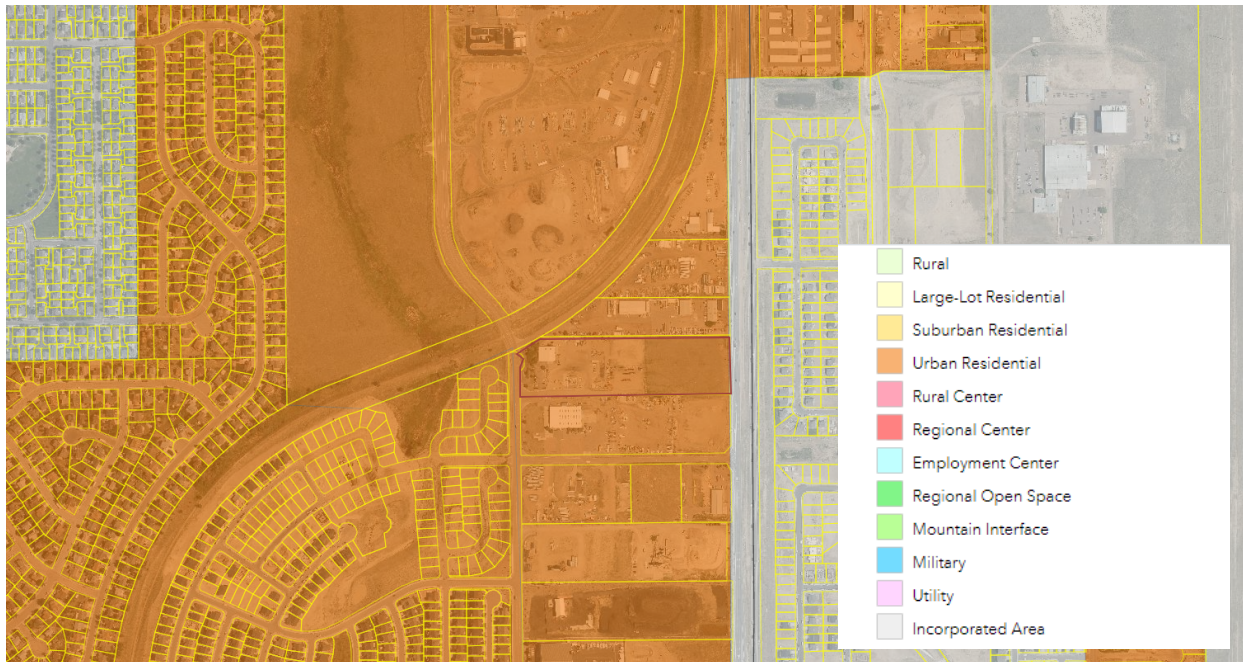 Rural
Large-Lot Residential
Suburban Residential
Urban Residential
Rural Center
Regional Center
Employment Center
Regional Open Space
Mountain Interface
Military
Utility
Incorporated Area